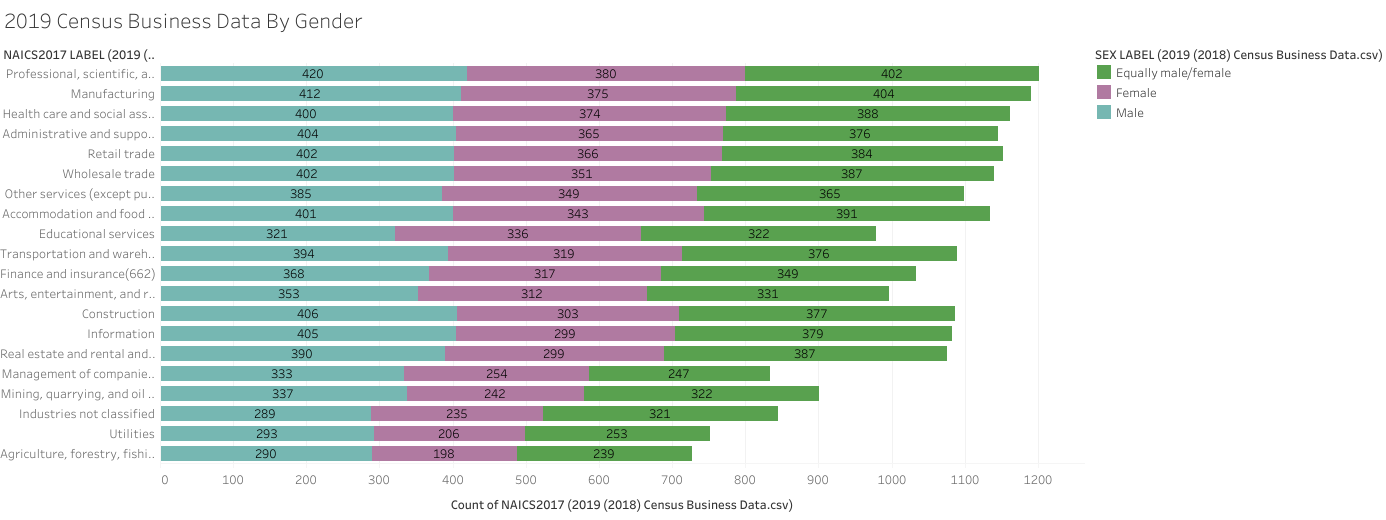 2019 Census Business Data By Gender
NAICS2017 LABEL (2019 (..
SEX LABEL (2019 (2018) Census Business Data.csv)
Equally male/female
Female
Male
Professional, scientific, a.. 420 380 402
Manufacturing 412 375 404
Health care and social ass.. 400 374 388
Administrative and suppo.. 404 365 376
Retail trade 402 366 384
Wholesale trade 402 351 387
Other services (except pu.. 385 349 365
Accommodation and food .. 401 343 391
Educational services 321 336 322
Transportation and wareh.. 394 319 376
Finance and insurance(662) 368 317 349
Arts, entertainment, and r.. 353 312 331
Construction 406 303 377
Information 405 299 379
Real estate and rental and.. 390 299 387
Management of companie.. 333 254 247
Mining, quarrying, and oil .. 337 242 322
Industries not classified 289 235 321
Utilities 293 206 253
Agriculture, forestry, fishi.. 290 198 239
0 100 200 300 400 500 600 700 800 900 1000 1100 1200
Count of NAICS2017 (2019 (2018) Census Business Data.csv)